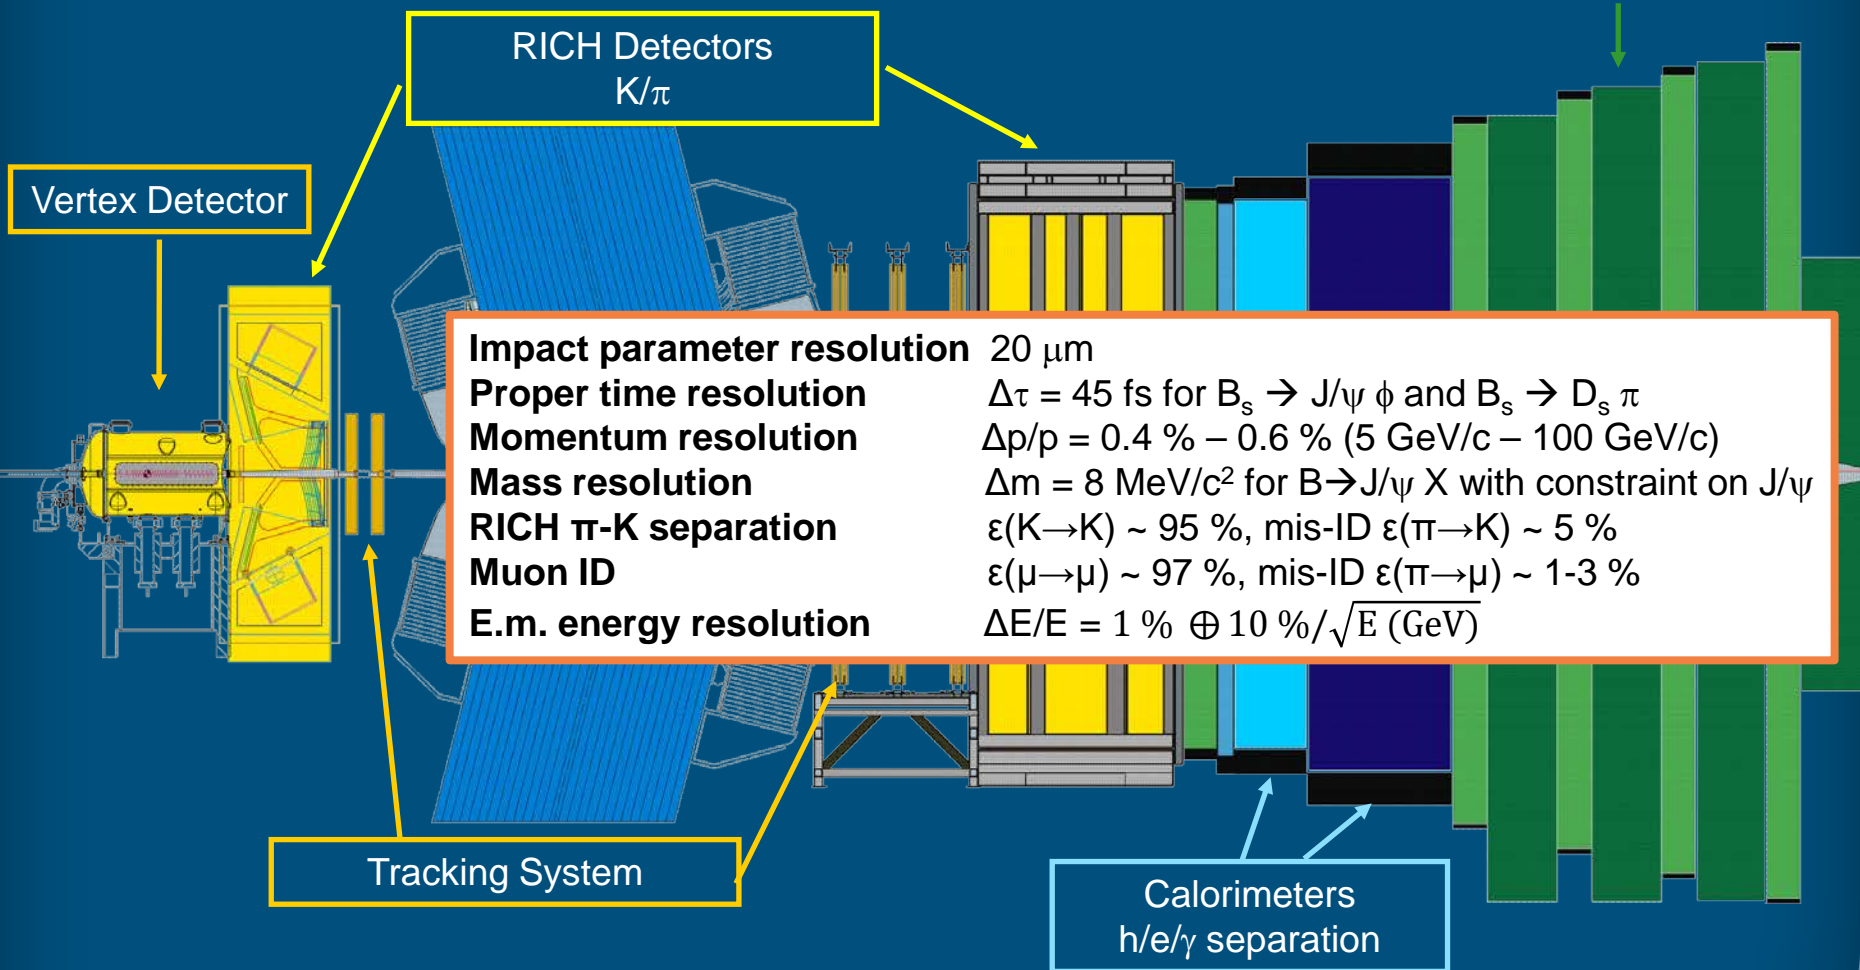 RICH Detectors
K/π
Vertex Detector
Impact parameter resolution 20 μm
Proper time resolution Δτ = 45 fs for Bₛ → J/ψ ϕ and Bₛ → Dₛ π
Momentum resolution Δp/p = 0.4 % – 0.6 % (5 GeV/c – 100 GeV/c)
Mass resolution Δm = 8 MeV/c² for B→J/ψ X with constraint on J/ψ
RICH π-K separation ε(K→K) ~ 95 %, mis-ID ε(π→K) ~ 5 %
Muon ID ε(μ→μ) ~ 97 %, mis-ID ε(π→μ) ~ 1-3 %
E.m. energy resolution ΔE/E = 1 % ⊕ 10 %/√E (GeV)
Tracking System
Calorimeters
h/e/γ separation